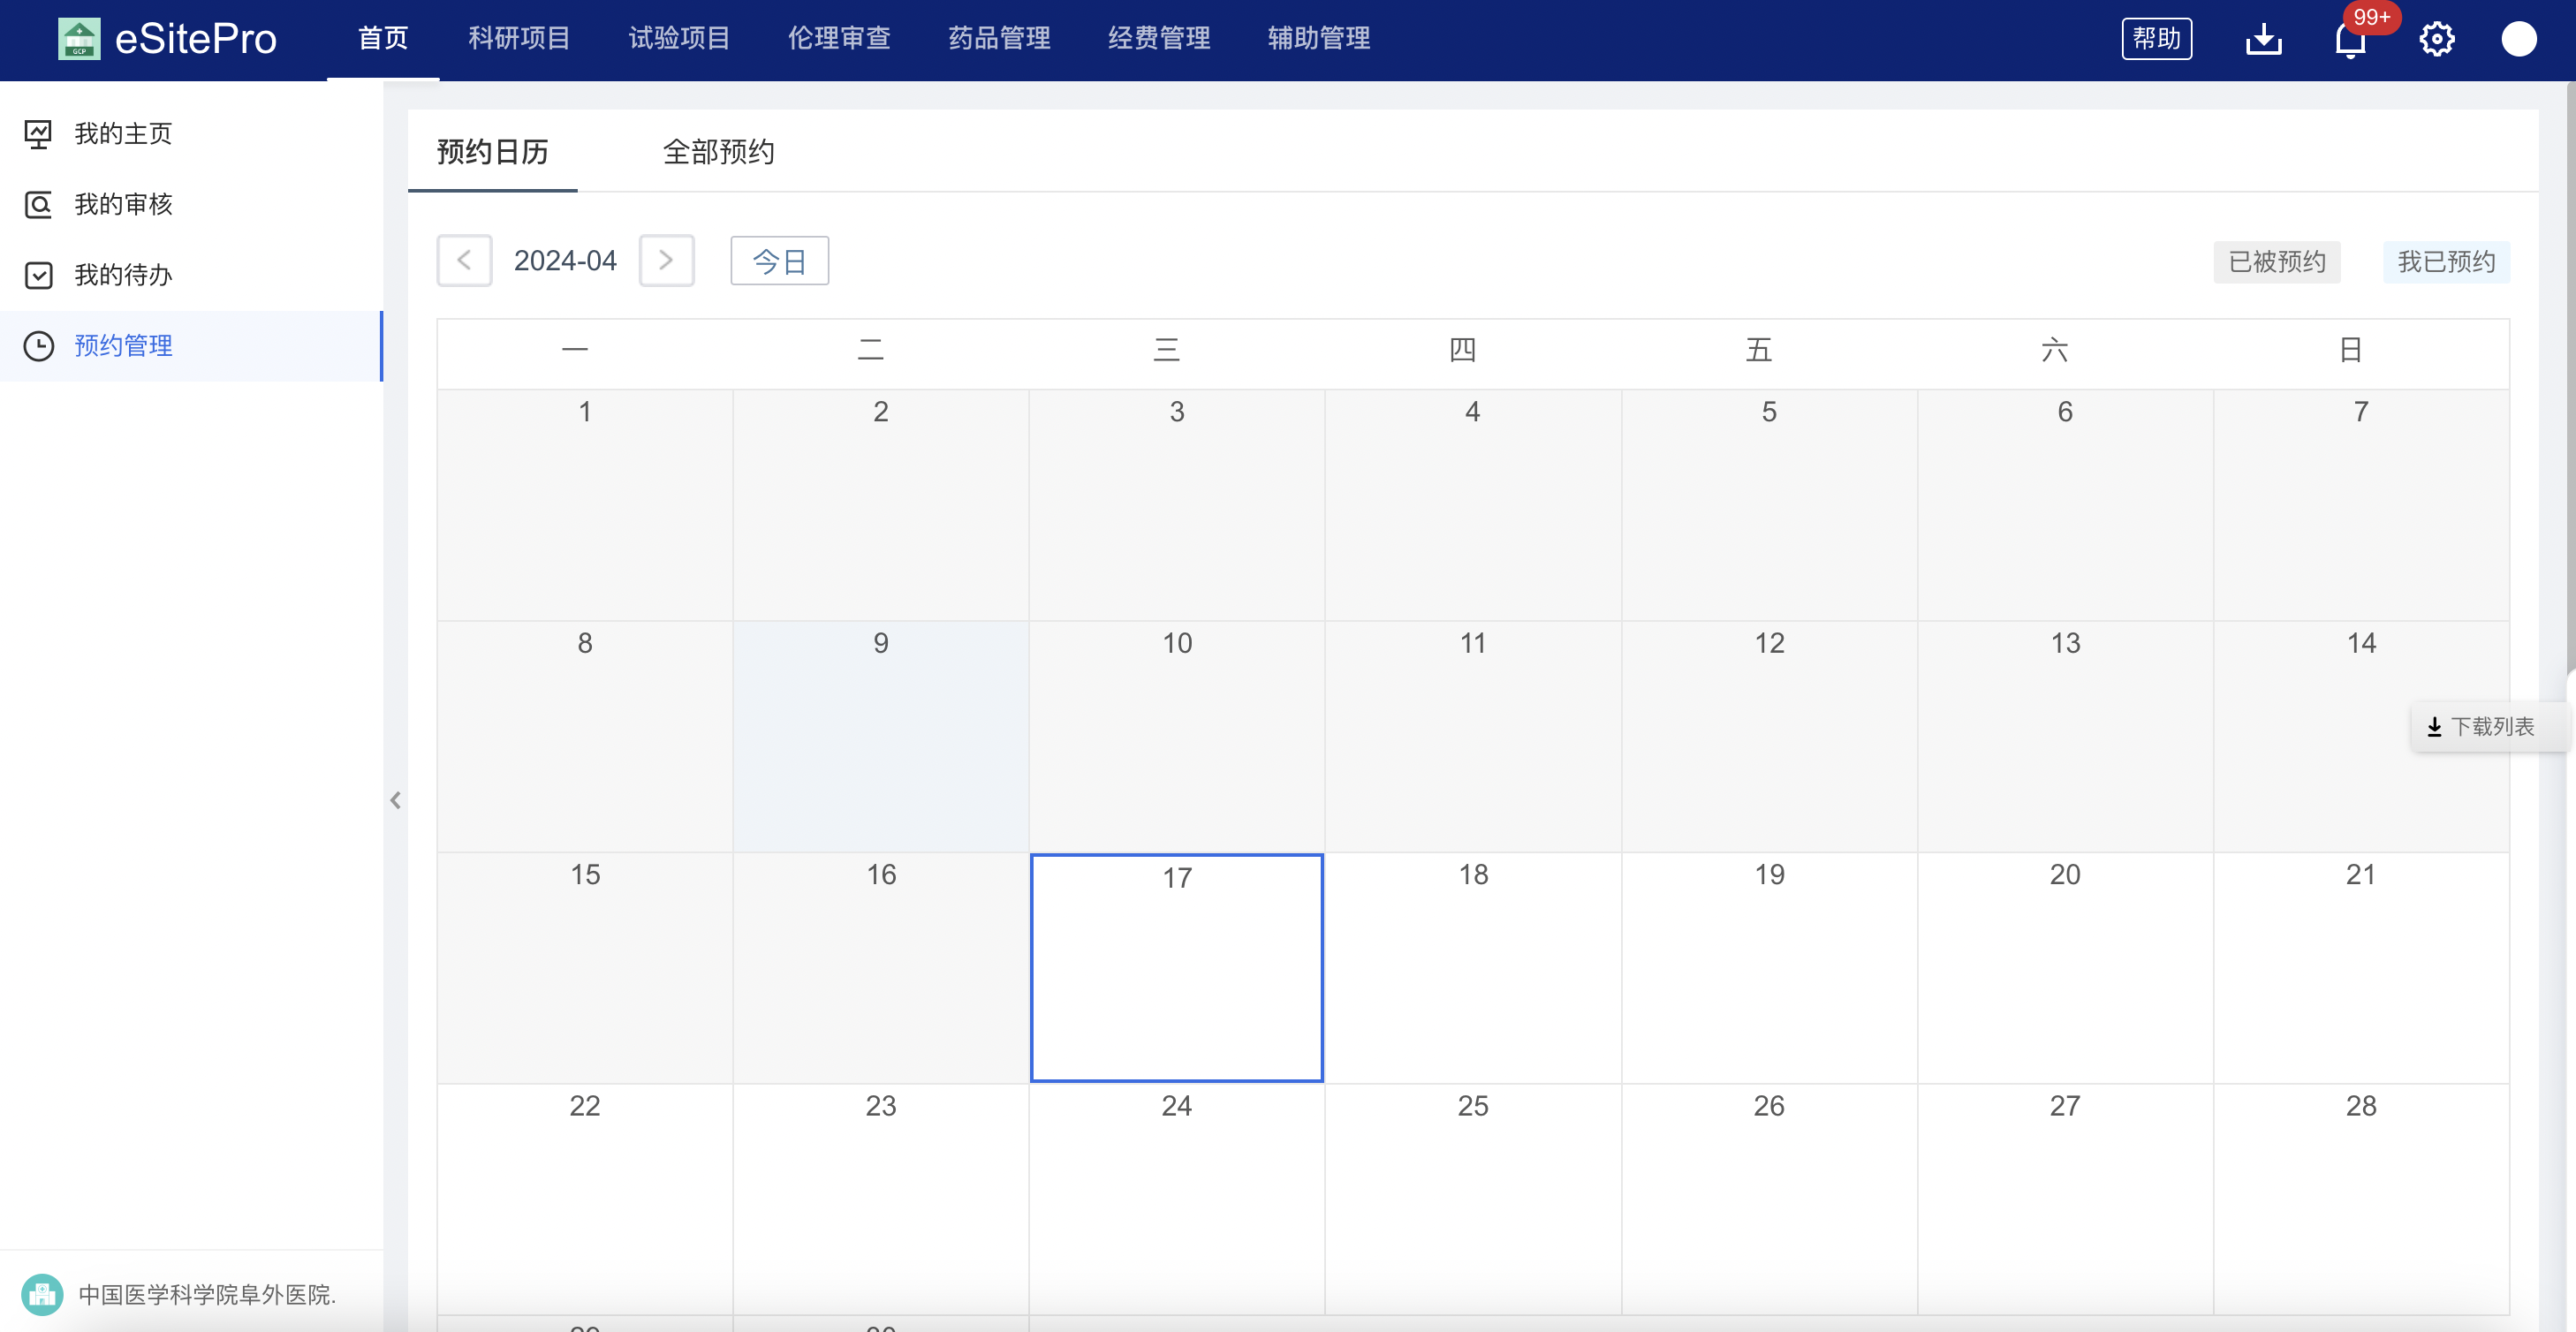 eSitePro 首页 科研项目 试验项目 伦理审查 药品管理 经费管理 辅助管理 帮助 99+
GCP
我的主页
我的审核
我的待办
预约管理
预约日历 全部预约
2024-04 今日 已被预约 我已预约
一 二 三 四 五 六 日
1 2 3 4 5 6 7
8 9 10 11 12 13 14
下载列表
15 16 17 18 19 20 21
22 23 24 25 26 27 28
29 30
中国医学科学院阜外医院.